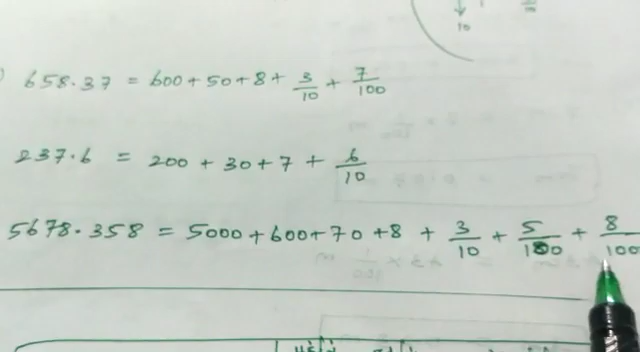 10
) 658.37 = 600+50+8+ 3/10 + 7/100
237.6 = 200 + 30+7 + 6/10
5678.358 = 5000+600+70+8 + 3/10 + 5/100 + 8/100